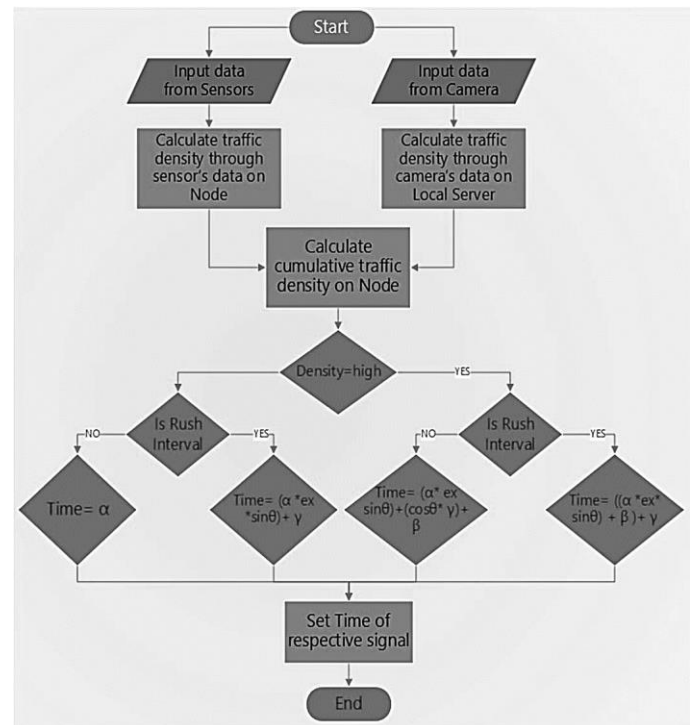 Start
Input data
from Sensors
Input data
from Camera
Calculate traffic
density through
sensor's data on
Node
Calculate traffic
density through
camera's data on
Local Server
Calculate
cumulative traffic
density on Node
Density=high
YES
Is Rush
Interval
Is Rush
Interval
NO
YES
NO
YES
Time= α
Time= (α *ex
*sinθ)+ γ
Time= (α* ex
sinθ)+(cosθ* γ)+
β
Time= ((α *ex*
sinθ) + β )+ γ
Set Time of
respective signal
End